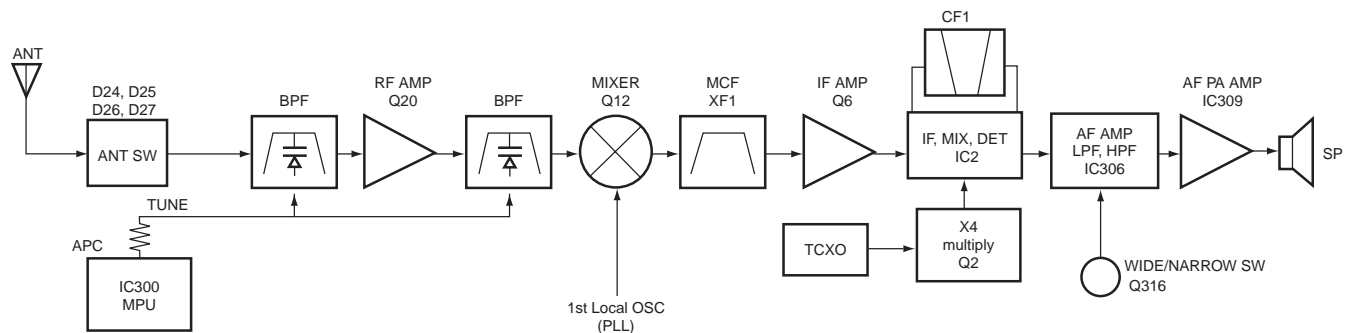 ANT
D24, D25
D26, D27
ANT SW
BPF
RF AMP
Q20
BPF
MIXER
Q12
MCF
XF1
IF AMP
Q6
CF1
IF, MIX, DET
IC2
AF AMP
LPF, HPF
IC306
AF PA AMP
IC309
SP
TUNE
APC
IC300
MPU
1st Local OSC
(PLL)
TCXO
X4
multiply
Q2
WIDE/NARROW SW
Q316